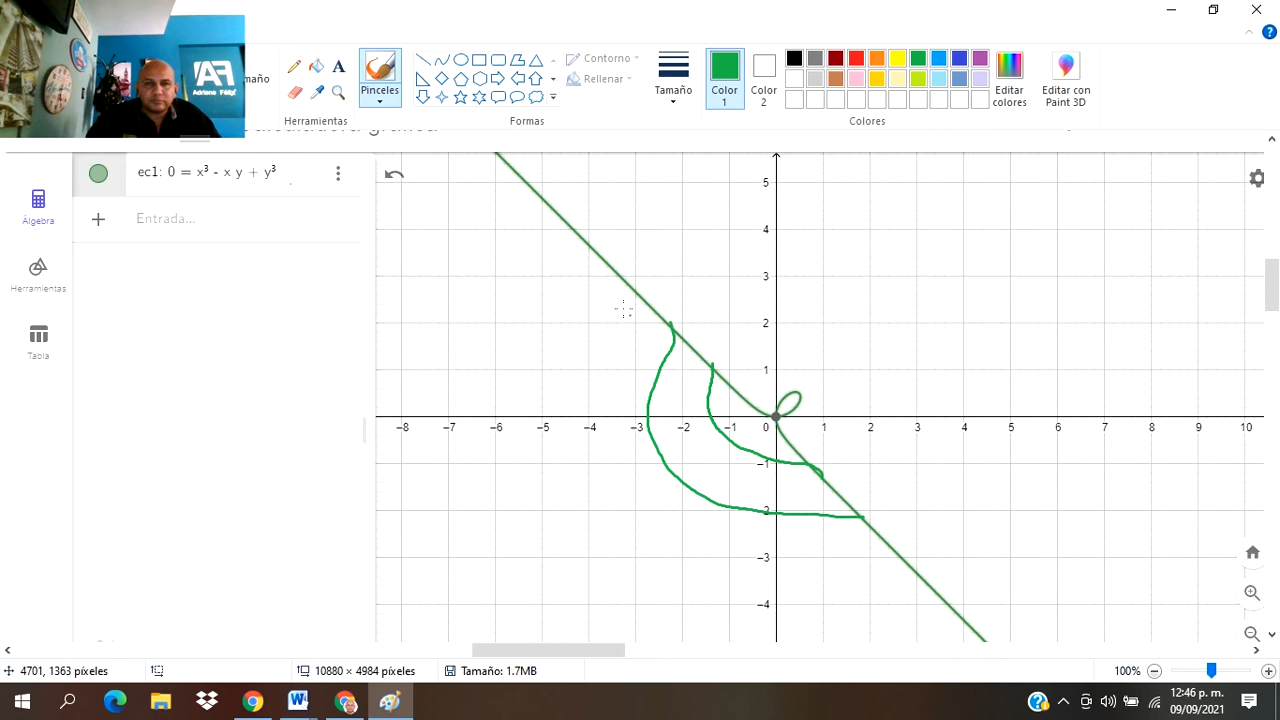 AF
Adriana Félix
maño
Herramientas
Pinceles
Contorno
Rellenar
Formas
Tamaño
Color
1
Color
2
Editar
colores
Editar con
Paint 3D
Colores
Álgebra
Herramientas
Tabla
ec1: 0 = x³ - x y + y³
Entrada...
5
4
3
2
1
-8 -7 -6 -5 -4 -3 -2 -1 0 1 2 3 4 5 6 7 8 9 10
-1
-2
-3
-4
4701, 1363 píxeles
10880 × 4984 píxeles
Tamaño: 1.7MB
100%
12:46 p. m.
09/09/2021